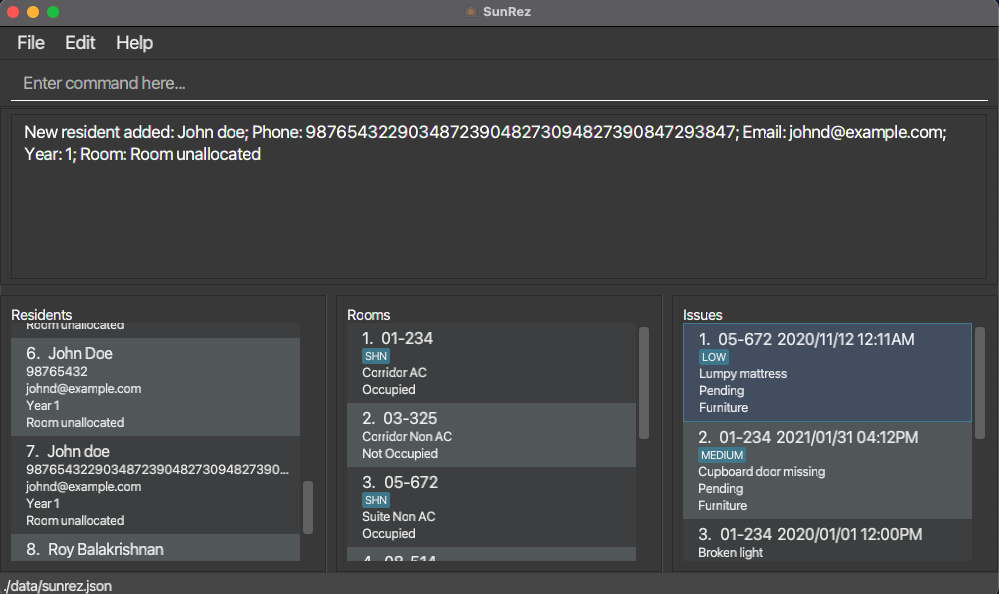 SunRez
File Edit Help
Enter command here...
New resident added: John doe; Phone: 98765432290348723904827309482739084729384​7; Email: johnd@example.com;
Year: 1; Room: Room unallocated
Residents
Room unallocated
6. John Doe
98765432
johnd@example.com
Year 1
Room unallocated
7. John doe
987654322903487239048273094827390...
johnd@example.com
Year 1
Room unallocated
8. Roy Balakrishnan
Rooms
1. 01-234
SHN
Corridor AC
Occupied
2. 03-325
Corridor Non AC
Not Occupied
3. 05-672
SHN
Suite Non AC
Occupied
4. 08-514
Issues
1. 05-672 2020/11/12 12:11AM
LOW
Lumpy mattress
Pending
Furniture
2. 01-234 2021/01/31 04:12PM
MEDIUM
Cupboard door missing
Pending
Furniture
3. 01-234 2020/01/01 12:00PM
Broken light
./data/sunrez.json